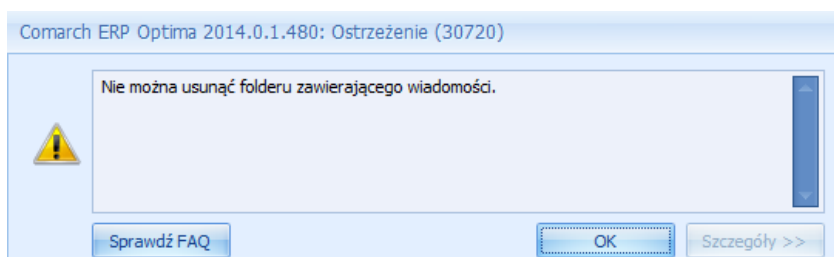 Comarch ERP Optima 2014.0.1.480: Ostrzeżenie (30720)
Nie można usunąć folderu zawierającego wiadomości.
Sprawdź FAQ OK Szczegóły >>